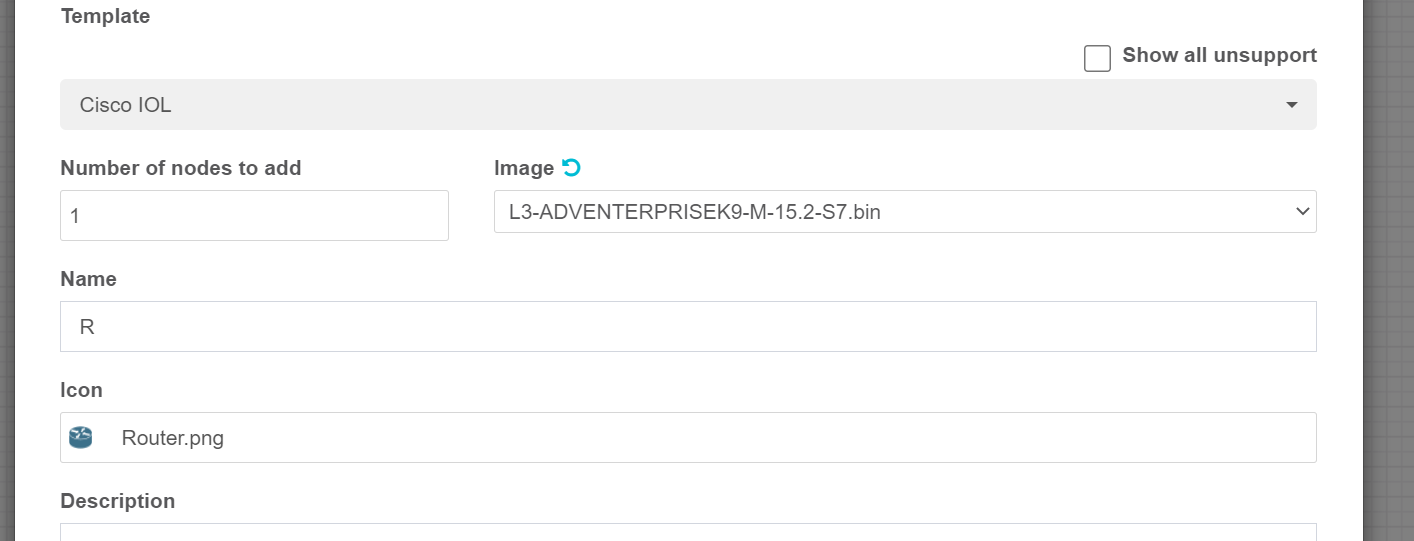 Template
Show all unsupport
Cisco IOL
Number of nodes to add
Image
1
L3-ADVENTERPRISEK9-M-15.2-S7.bin
Name
R
Icon
Router.png
Description